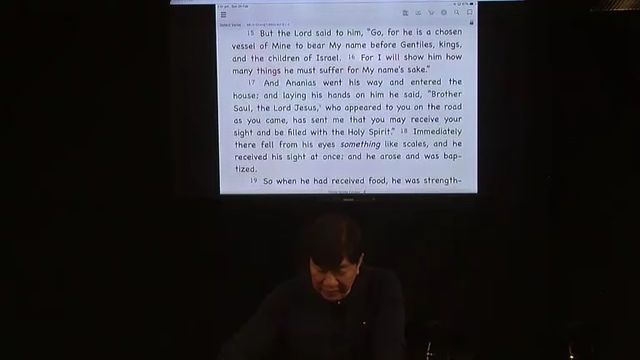 15 But the Lord said to him, "Go, for he is a chosen
vessel of Mine to bear My name before Gentiles, kings,
and the children of Israel. 16 For I will show him how
many things he must suffer for My name's sake."
17 And Ananias went his way and entered the
house; and laying his hands on him he said, "Brother
Saul, the Lord Jesus, who appeared to you on the road
as you came, has sent me that you may receive your
sight and be filled with the Holy Spirit." 18 Immediately
there fell from his eyes something like scales, and he
received his sight at once; and he arose and was bap-
tized.
19 So when he had received food, he was strength-